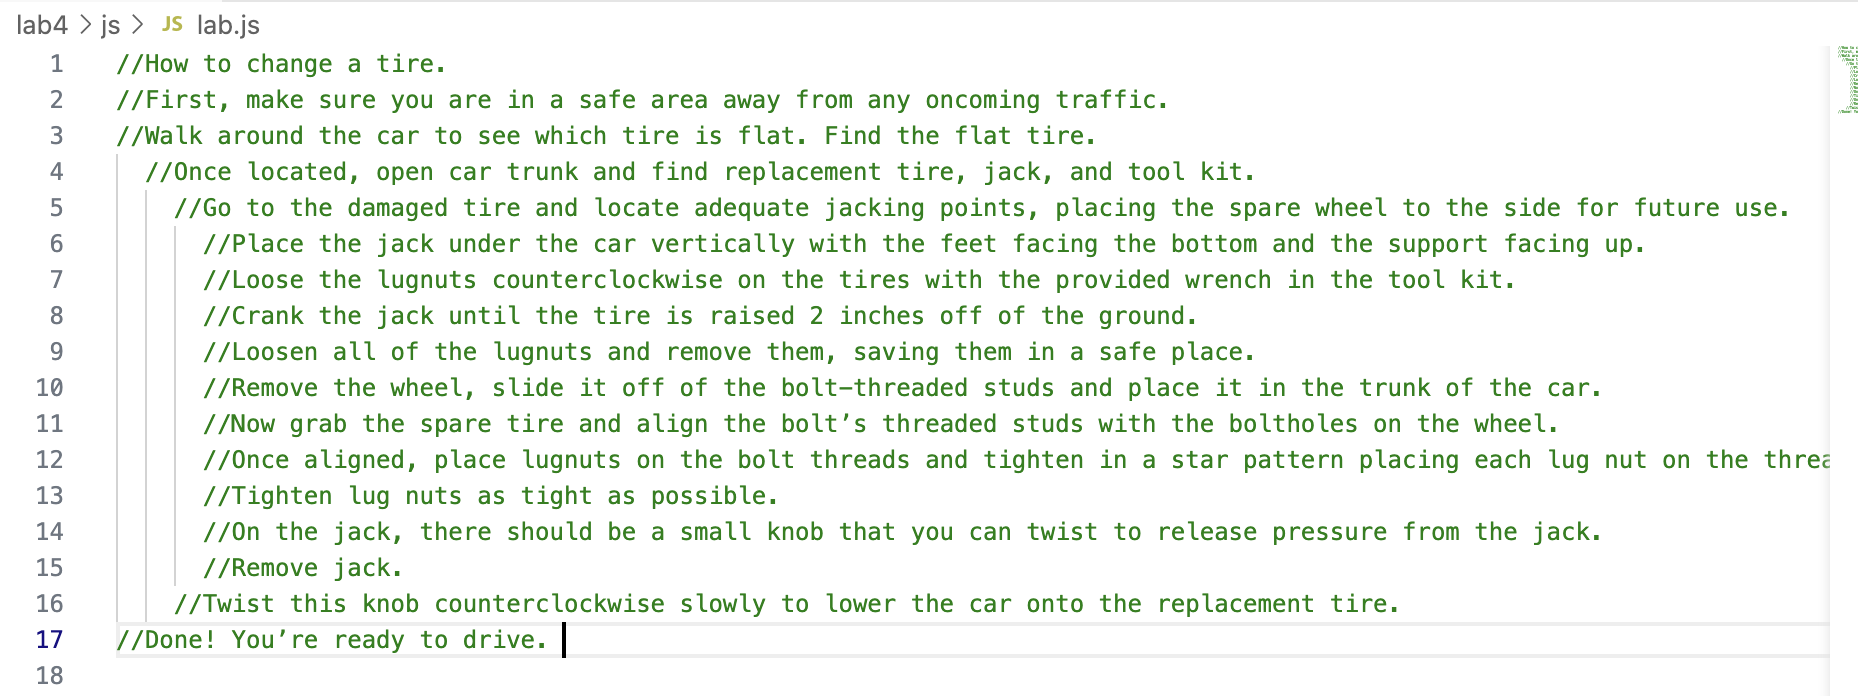 lab4 > js > JS lab.js
1 //How to change a tire.
2 //First, make sure you are in a safe area away from any oncoming traffic.
3 //Walk around the car to see which tire is flat. Find the flat tire.
4 //Once located, open car trunk and find replacement tire, jack, and tool kit.
5 //Go to the damaged tire and locate adequate jacking points, placing the spare wheel to the side for future use.
6 //Place the jack under the car vertically with the feet facing the bottom and the support facing up.
7 //Loose the lugnuts counterclockwise on the tires with the provided wrench in the tool kit.
8 //Crank the jack until the tire is raised 2 inches off of the ground.
9 //Loosen all of the lugnuts and remove them, saving them in a safe place.
10 //Remove the wheel, slide it off of the bolt-threaded studs and place it in the trunk of the car.
11 //Now grab the spare tire and align the bolt’s threaded studs with the boltholes on the wheel.
12 //Once aligned, place lugnuts on the bolt threads and tighten in a star pattern placing each lug nut on the threa
13 //Tighten lug nuts as tight as possible.
14 //On the jack, there should be a small knob that you can twist to release pressure from the jack.
15 //Remove jack.
16 //Twist this knob counterclockwise slowly to lower the car onto the replacement tire.
17 //Done! You’re ready to drive.
18